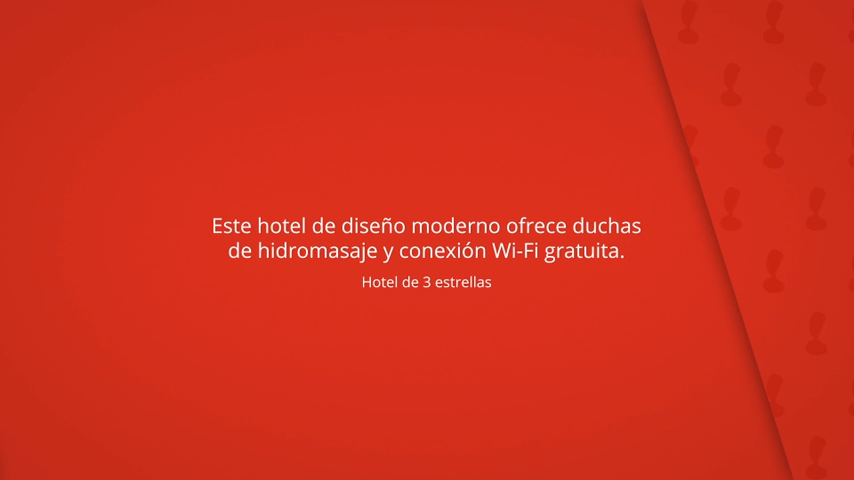 Este hotel de diseño moderno ofrece duchas
de hidromasaje y conexión Wi-Fi gratuita.
Hotel de 3 estrellas